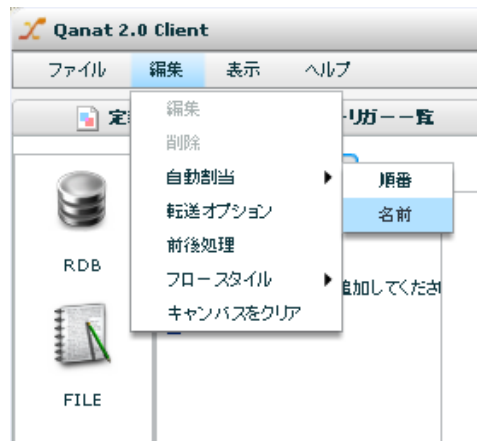 Qanat 2.0 Client
ファイル 編集 表示 ヘルプ
編集
削除
自動割当
転送オプション
前後処理
フロースタイル
キャンバスをクリア
順番
名前
定
リガー一覧
追加してくださ
RDB
FILE